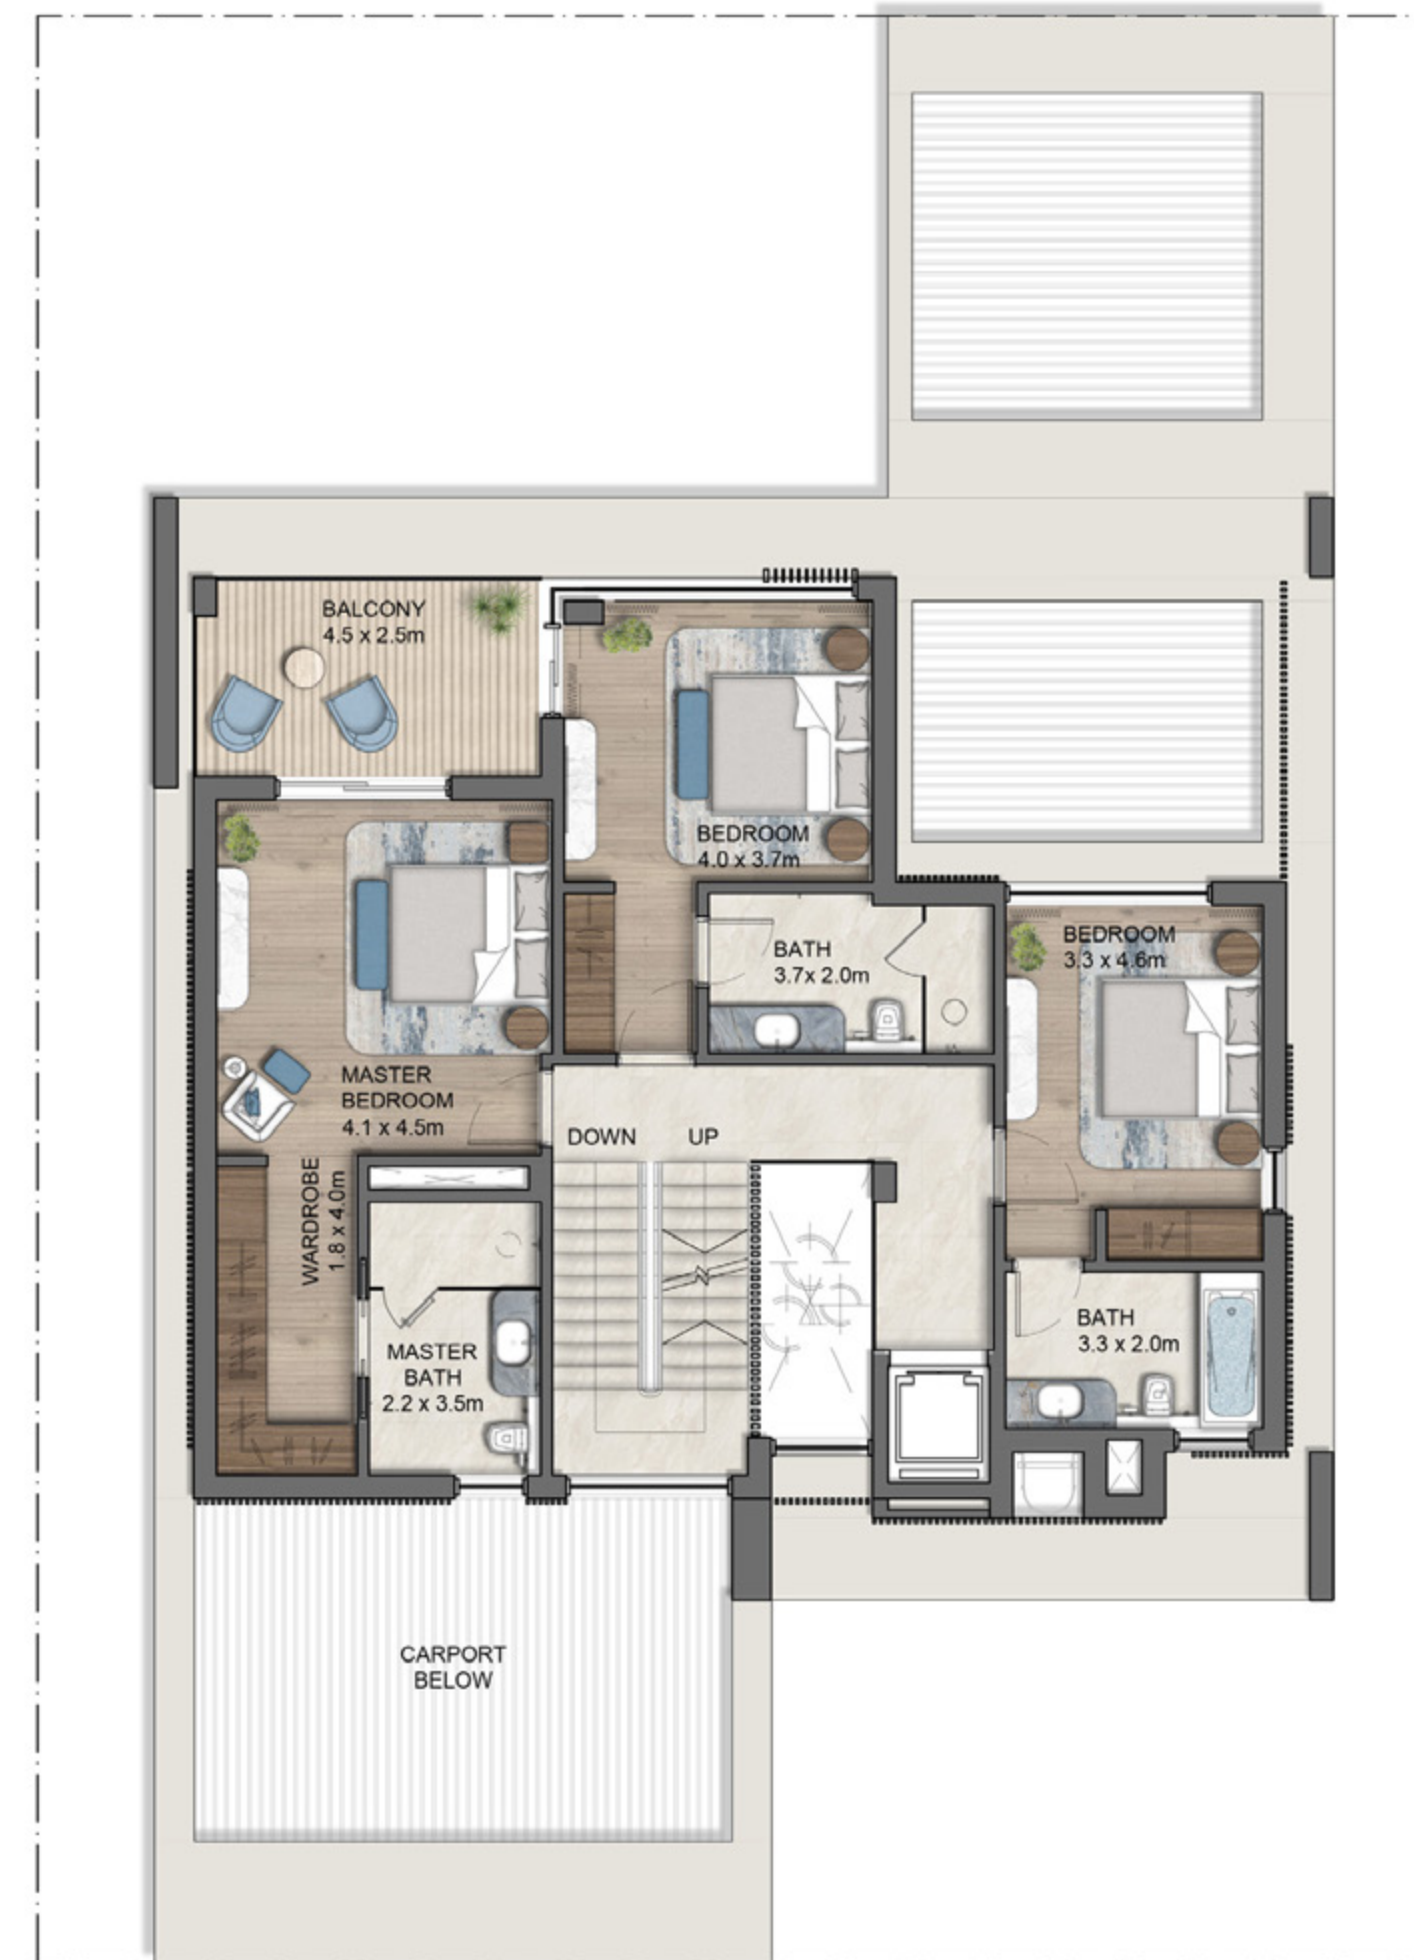 BALCONY
4.5 x 2.5m
BEDROOM
4.0 x 3.7m
BATH
3.7x 2.0m
BEDROOM
3.3 x 4.6m
MASTER
BEDROOM
4.1 x 4.5m
DOWN
UP
WARDROBE
1.8 x 4.0m
MASTER
BATH
2.2 x 3.5m
BATH
3.3 x 2.0m
CARPORT
BELOW